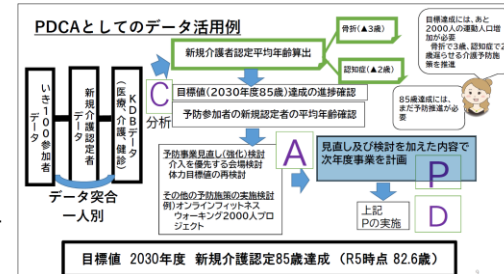 PDCAとしてのデータ活用例
いき100参加者
データ
新規介護認定者
データ
KDBデータ
(医療、介護、健診)
データ突合
一人別
C
分析
新規介護者認定平均年齢算出
骨折(▲3歳)
認知症(▲2歳)
目標値(2030年度85歳)達成の進捗確認
予防参加者の新規認定者の平均年齢確認
目標達成には、あと
2000人の運動人口増
加が必要
骨折で3歳、認知症で2
歳遅らせる介護予防施
策を推進
85歳達成には、
まだ予防推進が必
要
予防事業見直し(強化)検討
介入を優先する会場検討
体力目標値の再検討
その他の予防施策の実施検討
例)オンラインフィットネス
ウォーキング2000人プロ
ジェクト
A
見直し及び検討を加えた内容で
次年度事業を計画
P
上記
Pの実施
D
目標値 2030年度 新規介護認定85歳達成 (R5時点 82.6歳)